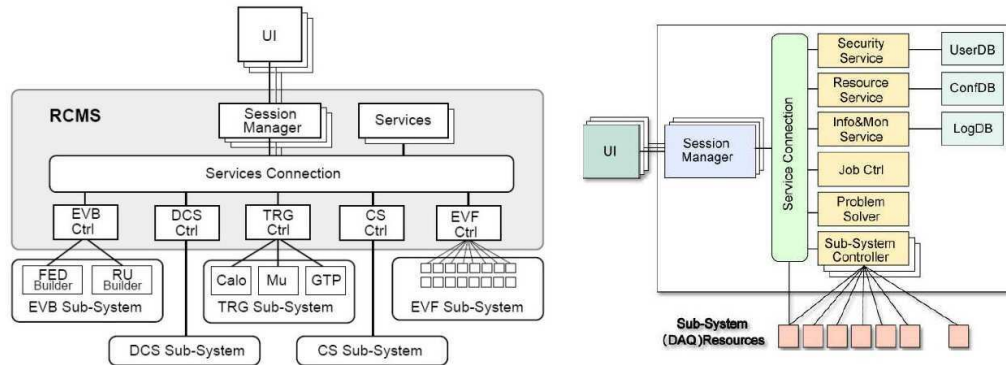 UI
RCMS
Session
Manager
Services
Services Connection
EVB
Ctrl
DCS
Ctrl
TRG
Ctrl
CS
Ctrl
EVF
Ctrl
FED
Builder
RU
Builder
EVB Sub-System
Calo
Mu
GTP
TRG Sub-System
EVF Sub-System
DCS Sub-System
CS Sub-System
UI
Session
Manager
Service Connection
Security
Service
UserDB
Resource
Service
ConfDB
Info&Mon
Service
LogDB
Job Ctrl
Problem
Solver
Sub-System
Controller
Sub-System
(DAQ)Resources